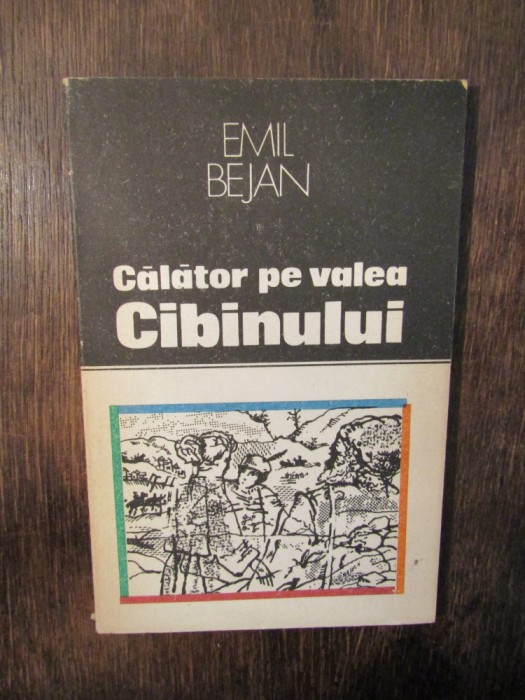 EMIL
BEJAN
Călător pe valea
Cibinului